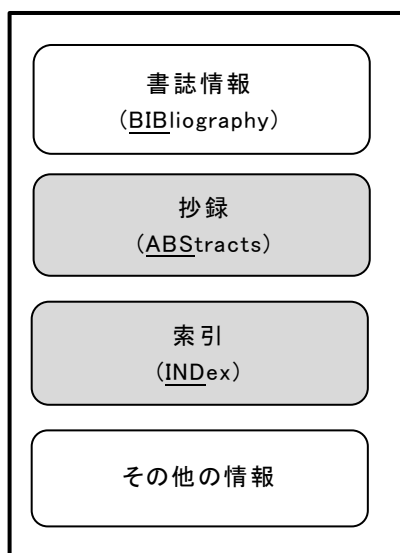 書誌情報
（BIBliography）
抄録
（ABStracts）
索引
（INDex）
その他の情報